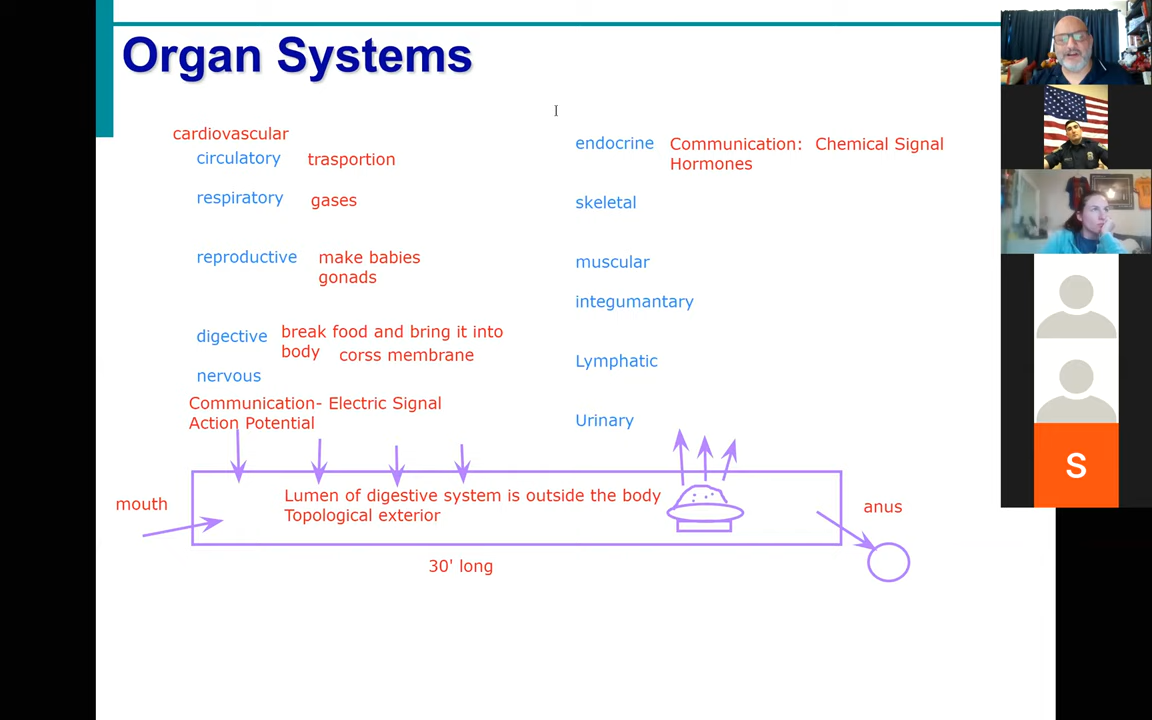 Organ Systems
cardiovascular
circulatory trasportion
respiratory gases
reproductive make babies
gonads
digective break food and bring it into
body corss membrane
nervous
Communication- Electric Signal
Action Potential
endocrine Communication: Chemical Signal
Hormones
skeletal
muscular
integumantary
Lymphatic
Urinary
mouth
Lumen of digestive system is outside the body
Topological exterior
anus
30' long
S